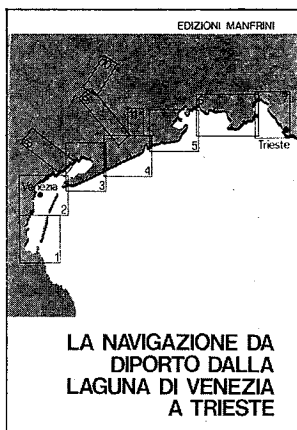 EDIZIONI MANFRINI
Venezia
Trieste
5
4
3
2
1
LA NAVIGAZIONE DA
DIPORTO DALLA
LAGUNA DI VENEZIA
A TRIESTE